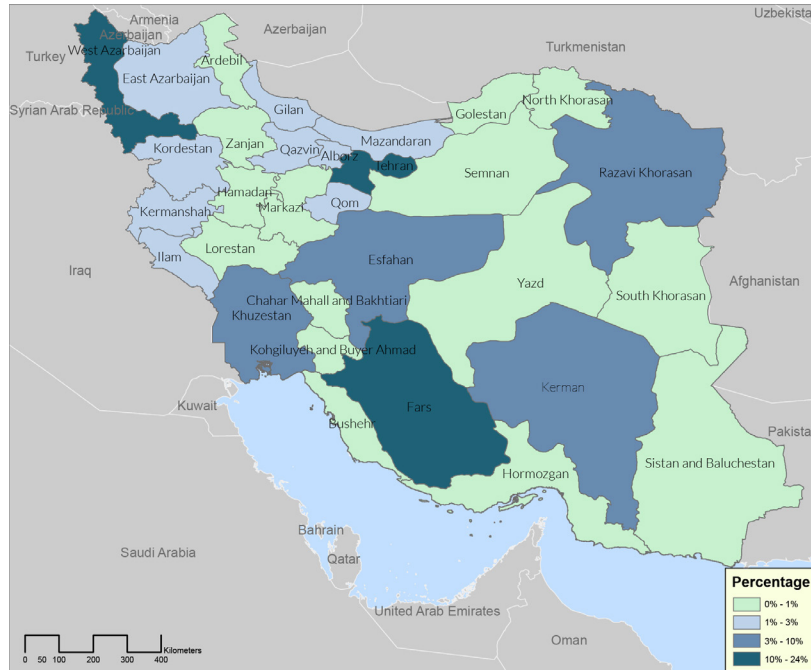 Armenia
Azerbaijan
Uzbekista
Azerbaijan
West Azarbaijan
Turkmenistan
Turkey
Ardebil
East Azarbaijan
North Khorasan
Syrian Arab Republic
Gilan
Golestan
Zanjan
Mazandaran
Kordestan
Qazvin
Alborz
Tehran
Semnan
Razavi Khorasan
Hamadan
Markazi
Qom
Kermanshah
Lorestan
Ilam
Esfahan
Iraq
Yazd
South Khorasan
Afghanistan
Chahar Mahall and Bakhtiari
Khuzestan
Kohgiluyeh and Buyer Ahmad
Kerman
Kuwait
Fars
Bushehr
Pakista
Sistan and Baluchestan
Hormozgan
Bahrain
Saudi Arabia
Qatar
United Arab Emirates
Oman
Percentage
0% - 1%
1% - 3%
3% - 10%
10% - 24%
Kilometers
0 50 100 200 300 400